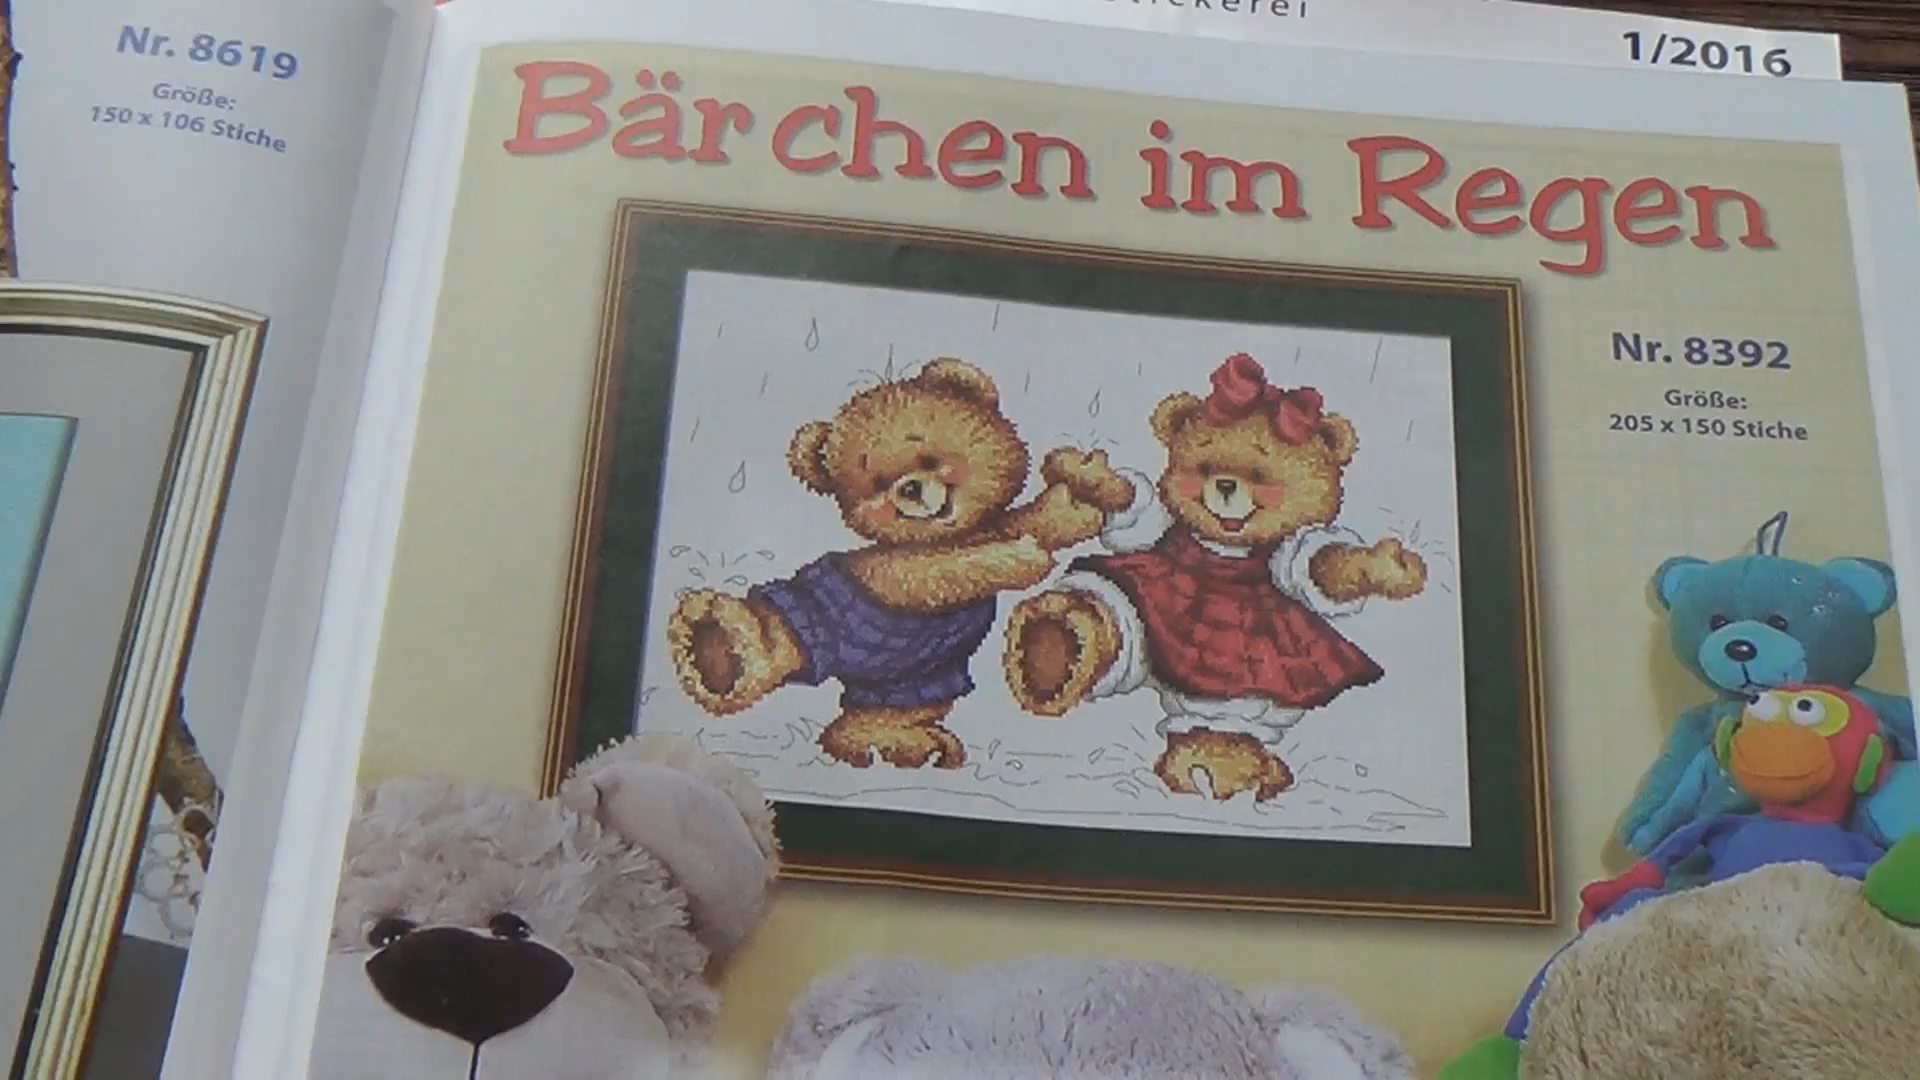 Nr. 8619
Größe:
150 x 106 Stiche
1/2016
Bärchen im Regen
Nr. 8392
Größe:
205 x 150 Stiche